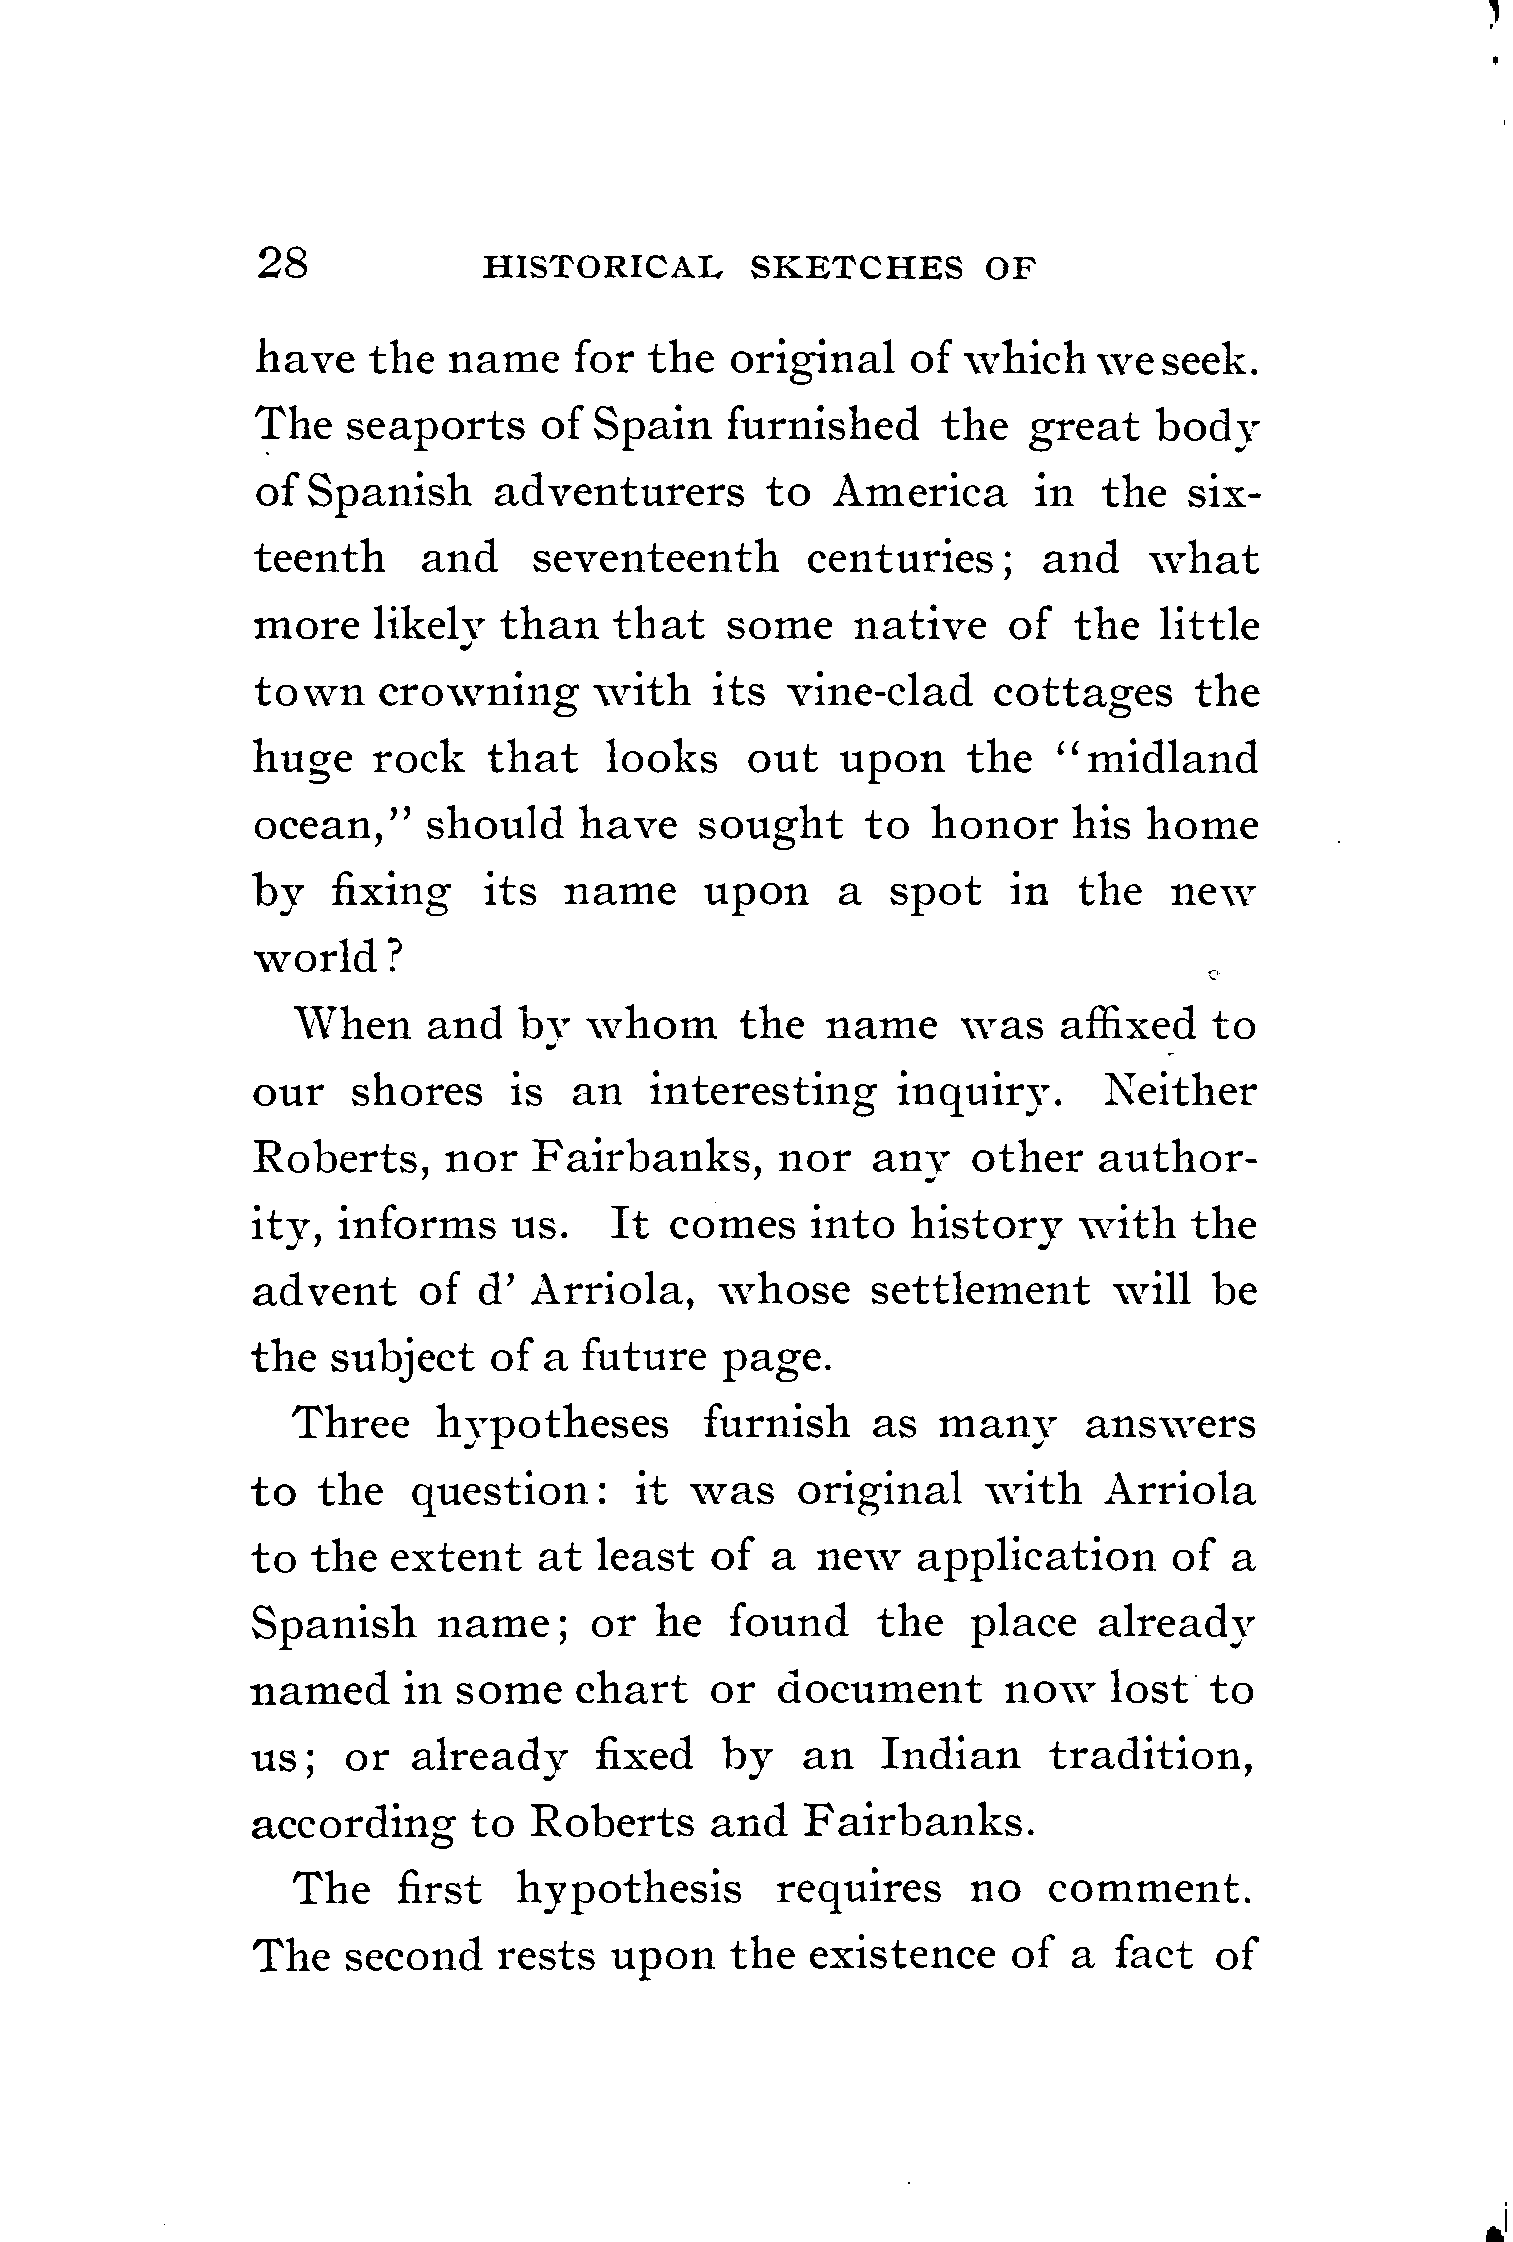 28 HISTORICAL SKETCHES OF
have the name for the original of which we seek.
The seaports of Spain furnished the great body
of Spanish adventurers to America in the six-
teenth and seventeenth centuries; and what
more likely than that some native of the little
town crowning with its vine-clad cottages the
huge rock that looks out upon the "midland
ocean," should have sought to honor his home
by fixing its name upon a spot in the new
world?
When and by whom the name was affixed to
our shores is an interesting inquiry. Neither
Roberts, nor Fairbanks, nor any other author-
ity, informs us. It comes into history with the
advent of d' Arriola, whose settlement will be
the subject of a future page.
Three hypotheses furnish as many answers
to the question: it was original with Arriola
to the extent at least of a new application of a
Spanish name; or he found the place already
named in some chart or document now lost to
us; or already fixed by an Indian tradition,
according to Roberts and Fairbanks.
The first hypothesis requires no comment.
The second rests upon the existence of a fact of